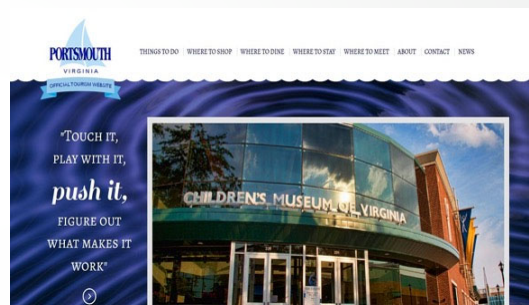 PORTSMOUTH
VIRGINIA
OFFICIAL TOURISM WEBSITE
THINGS TO DO WHERE TO SHOP WHERE TO DINE WHERE TO STAY WHERE TO MEET ABOUT CONTACT NEWS
"TOUCH IT,
PLAY WITH IT,
push it,
FIGURE OUT
WHAT MAKES IT
WORK"
CHILDREN'S MUSEUM OF VIRGINIA